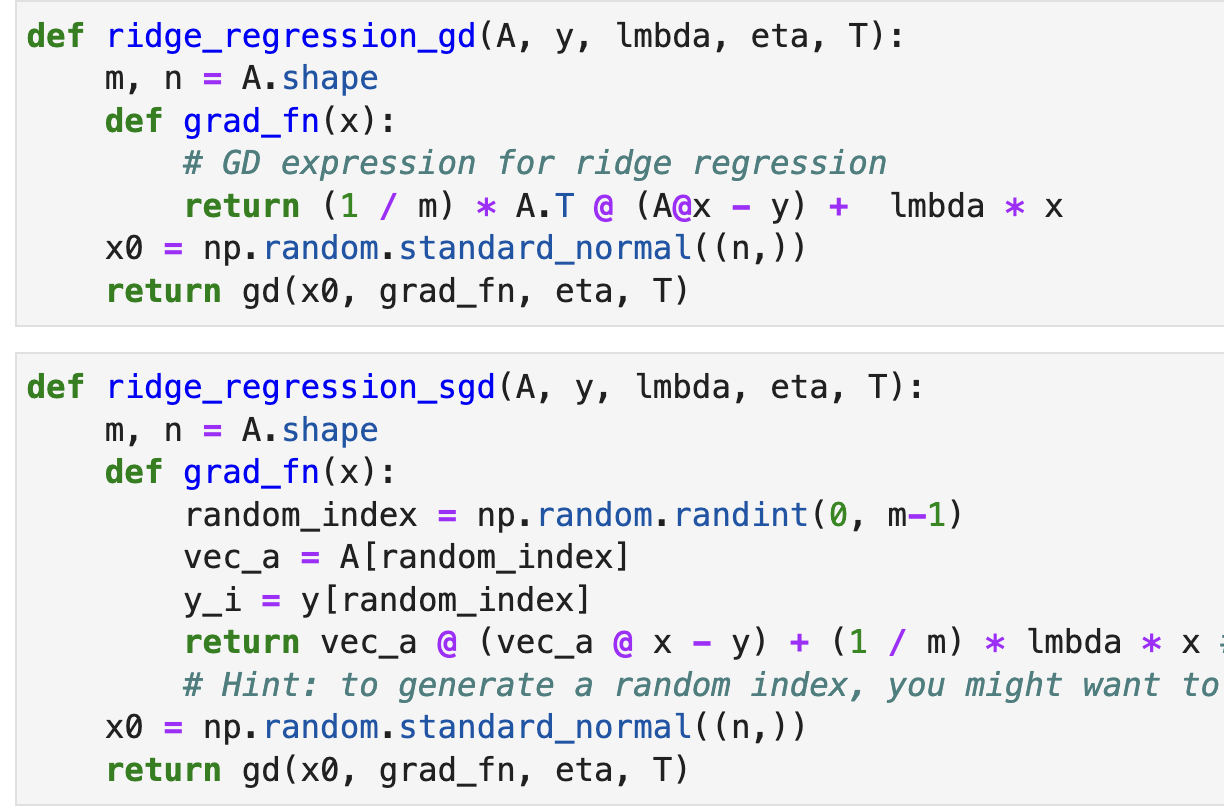 def ridge_regression_gd(A, y, lmbda, eta, T):
    m, n = A.shape
    def grad_fn(x):
        # GD expression for ridge regression
        return (1 / m) * A.T @ (A@x - y) +  lmbda * x
    x0 = np.random.standard_normal((n,))
    return gd(x0, grad_fn, eta, T)
def ridge_regression_sgd(A, y, lmbda, eta, T):
    m, n = A.shape
    def grad_fn(x):
        random_index = np.random.randint(0, m-1)
        vec_a = A[random_index]
        y_i = y[random_index]
        return vec_a @ (vec_a @ x - y) + (1 / m) * lmbda * x #
        # Hint: to generate a random index, you might want to
    x0 = np.random.standard_normal((n,))
    return gd(x0, grad_fn, eta, T)